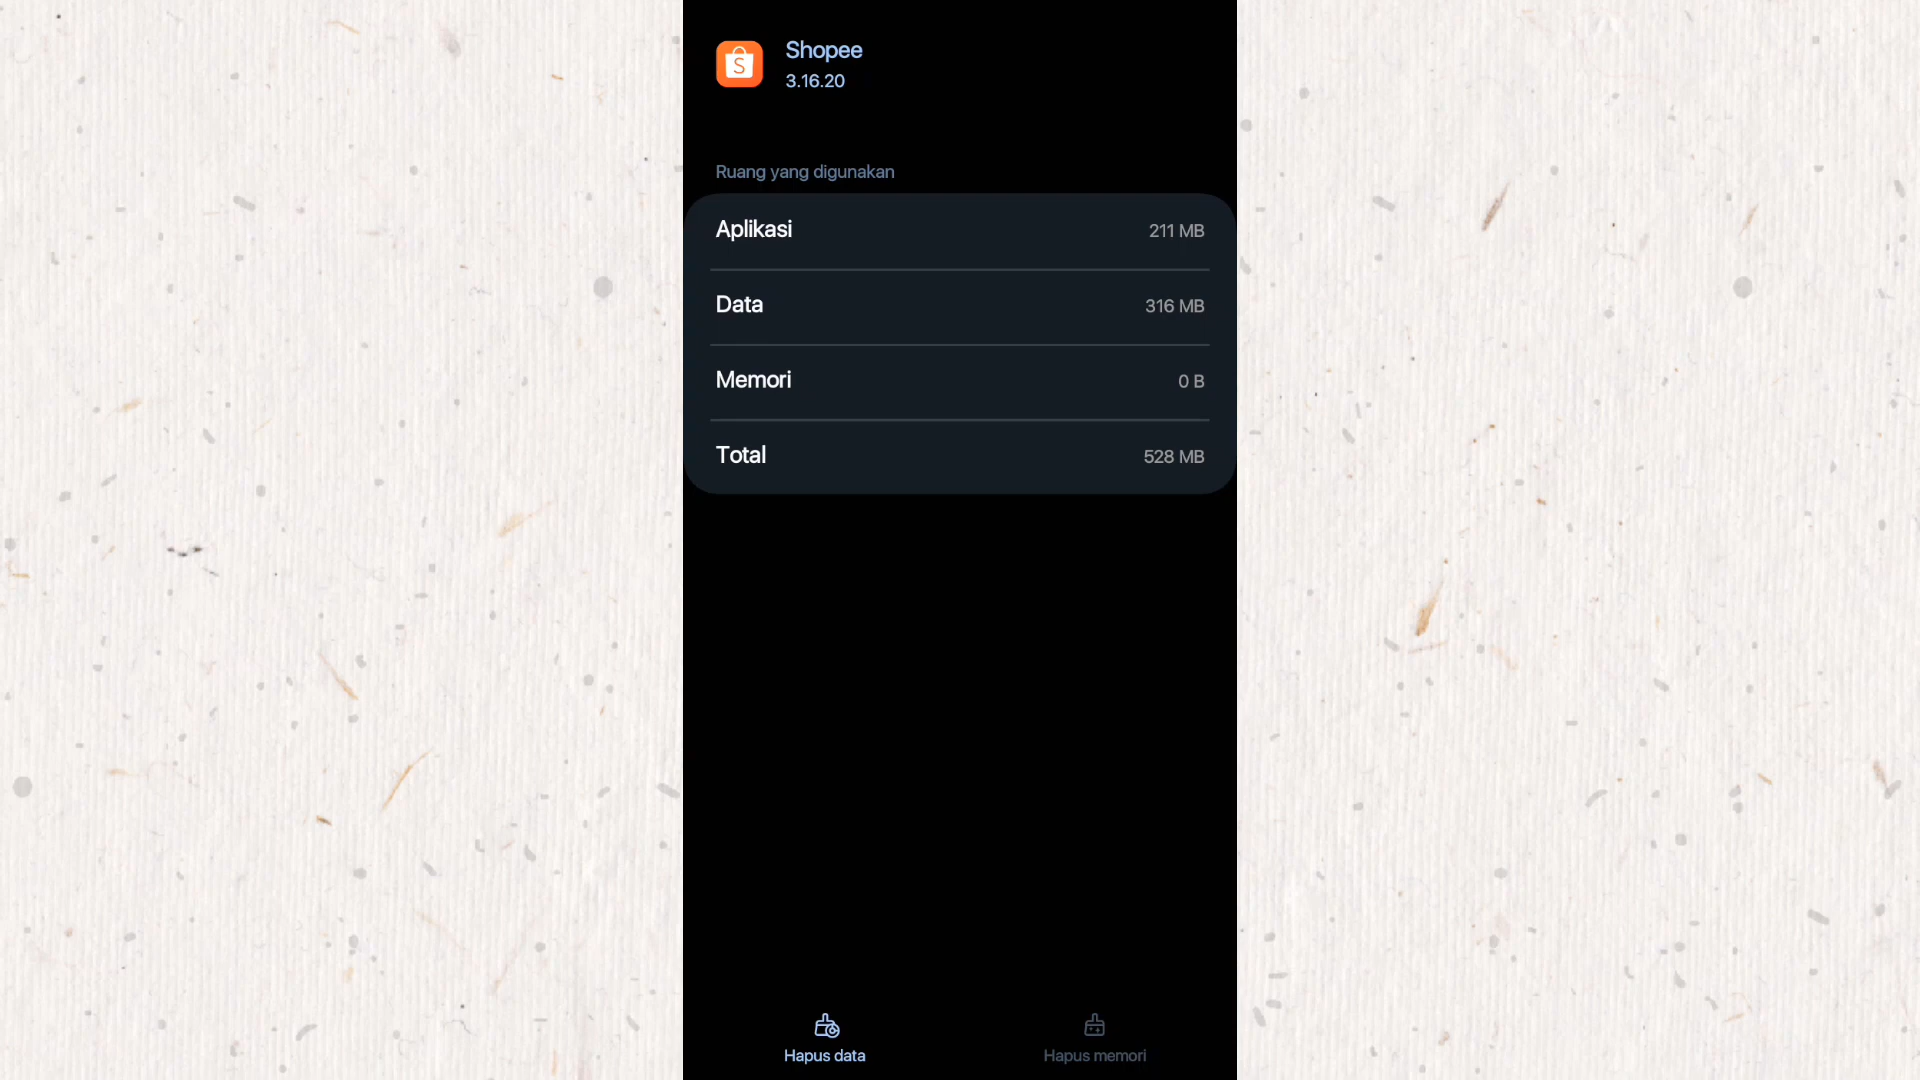 Shopee
3.16.20
Ruang yang digunakan
Aplikasi 211 MB
Data 316 MB
Memori 0 B
Total 528 MB
Hapus data Hapus memori